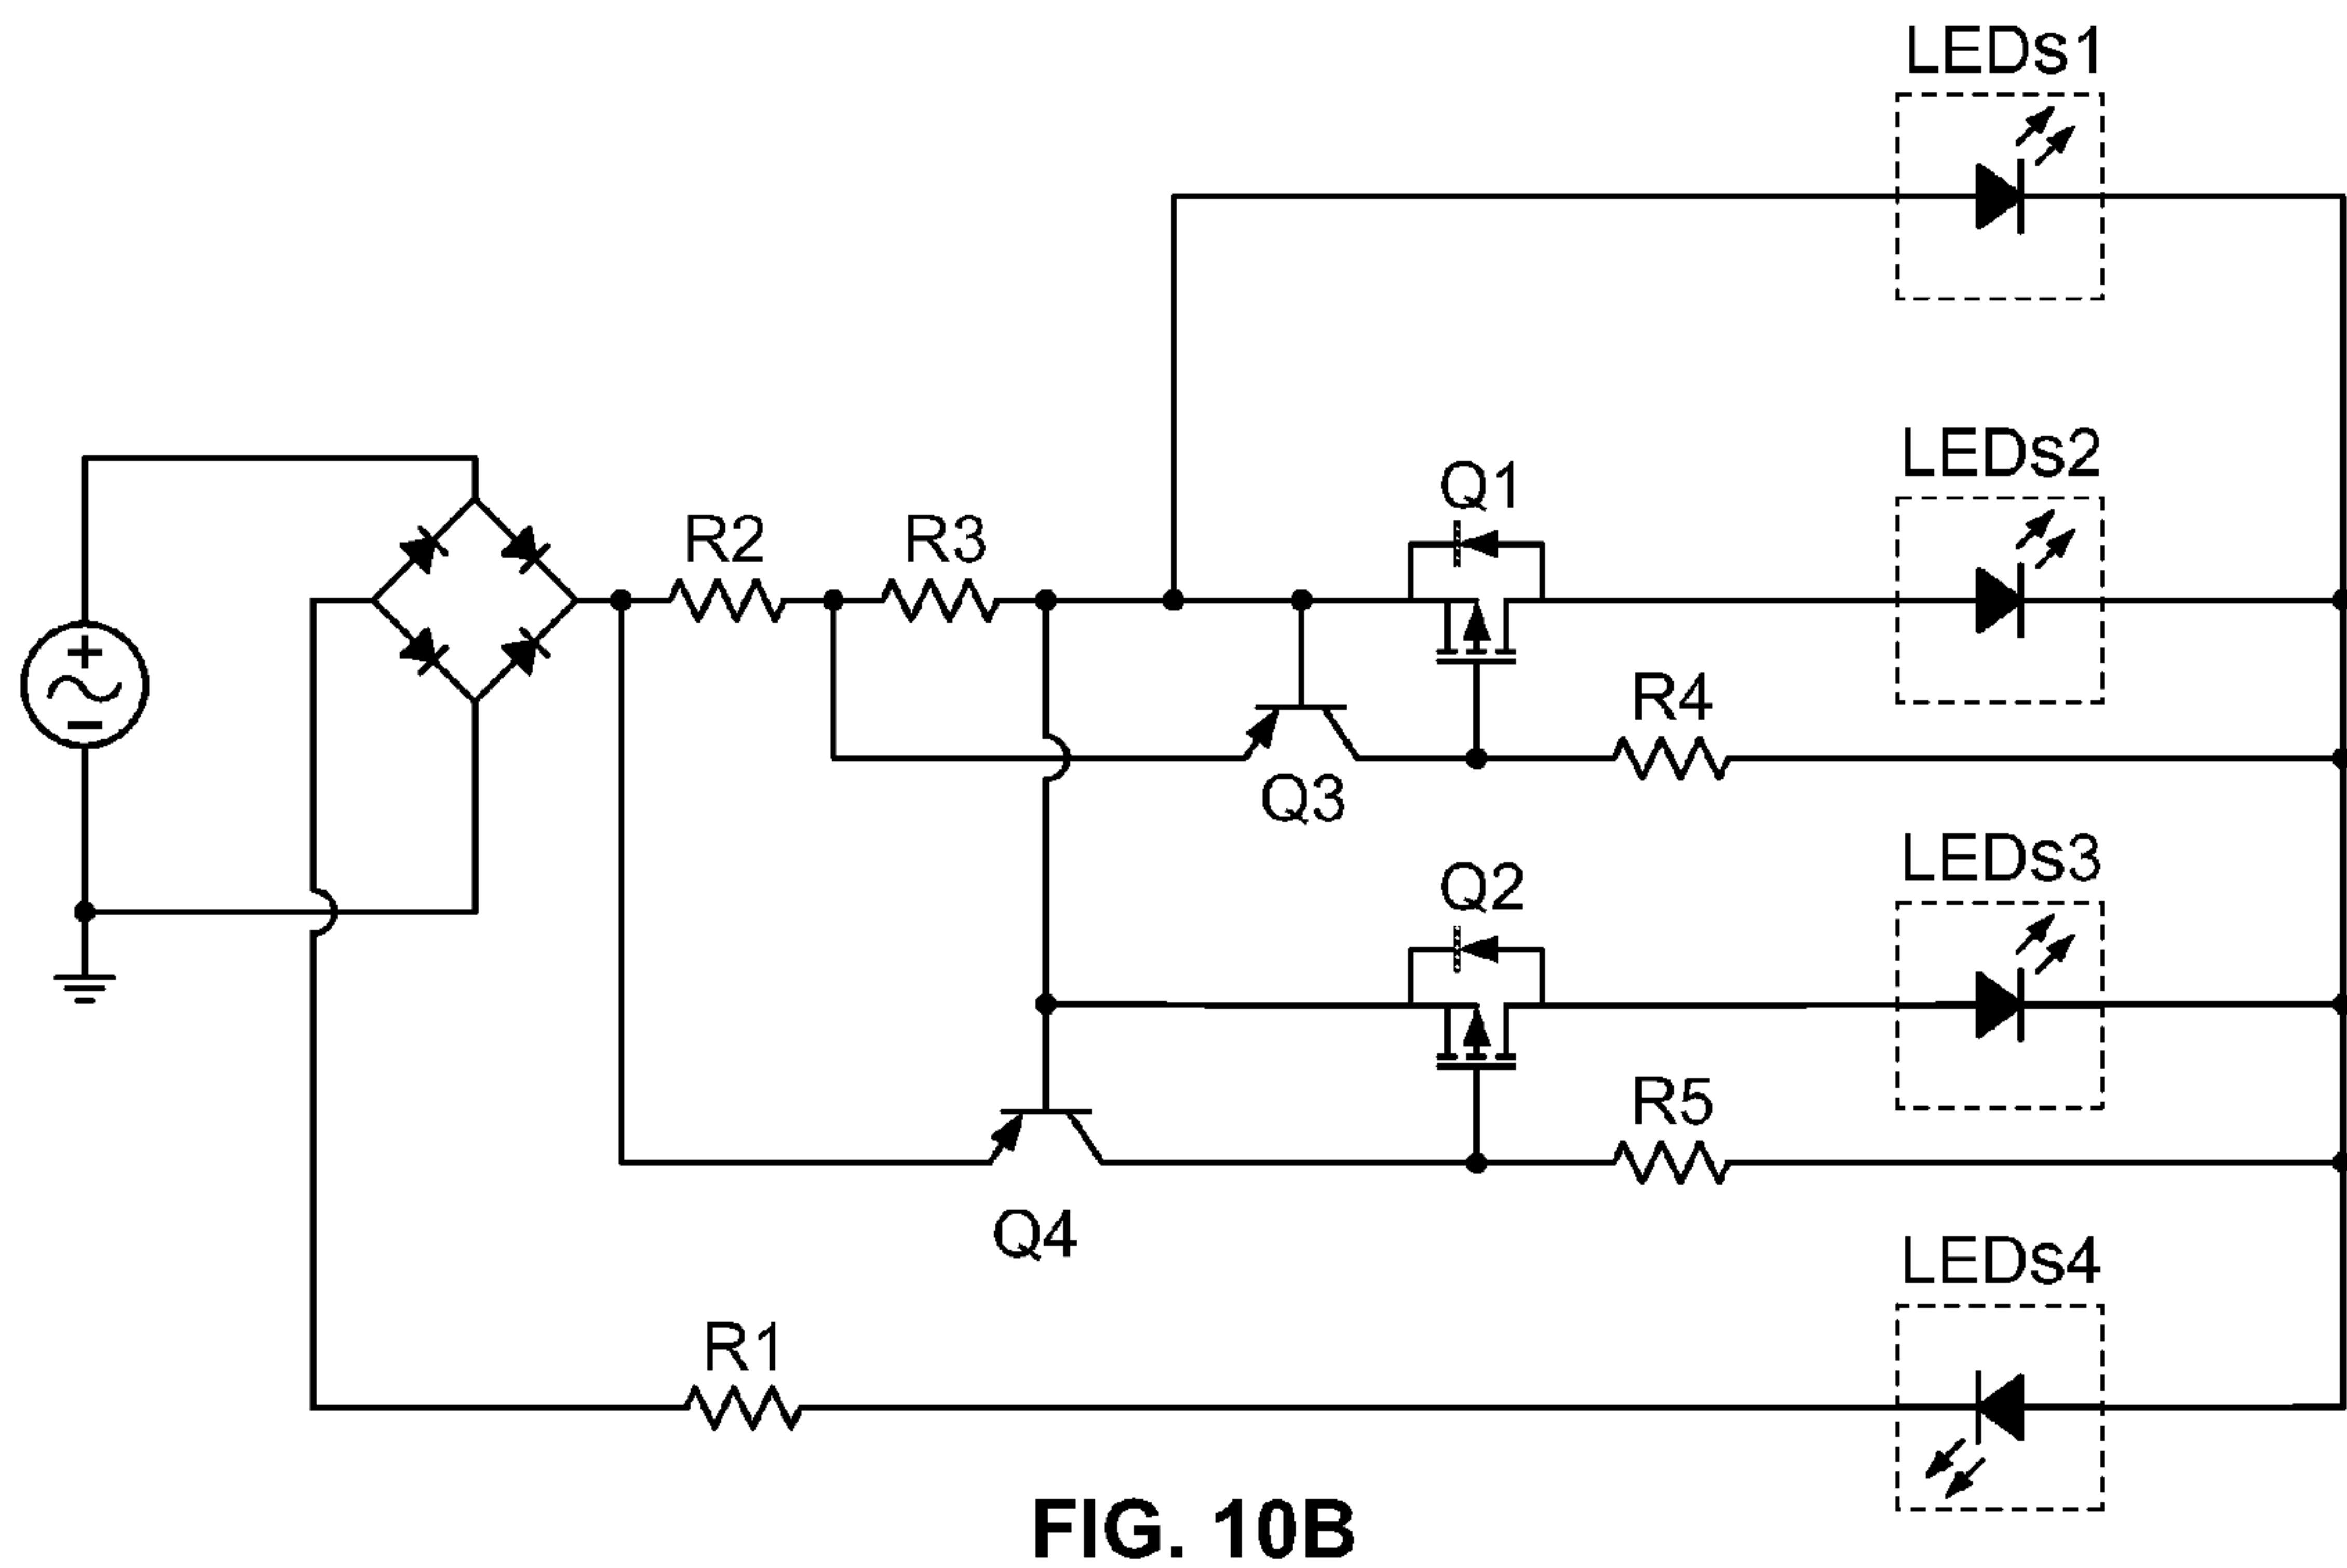 LEDs1
LEDs2
Q1
R2
R3
R4
Q3
LEDs3
Q2
R5
Q4
LEDs4
R1
FIG. 10B